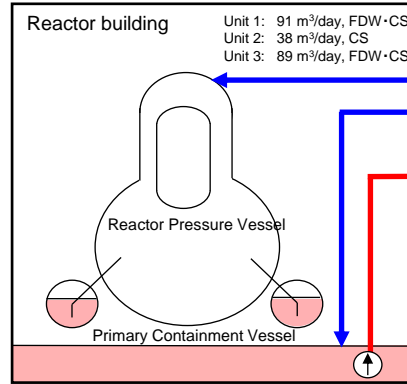 Reactor building
Unit 1: 91 m³/day, FDW・CS
Unit 2: 38 m³/day, CS
Unit 3: 89 m³/day, FDW・CS
Reactor Pressure Vessel
Primary Containment Vessel